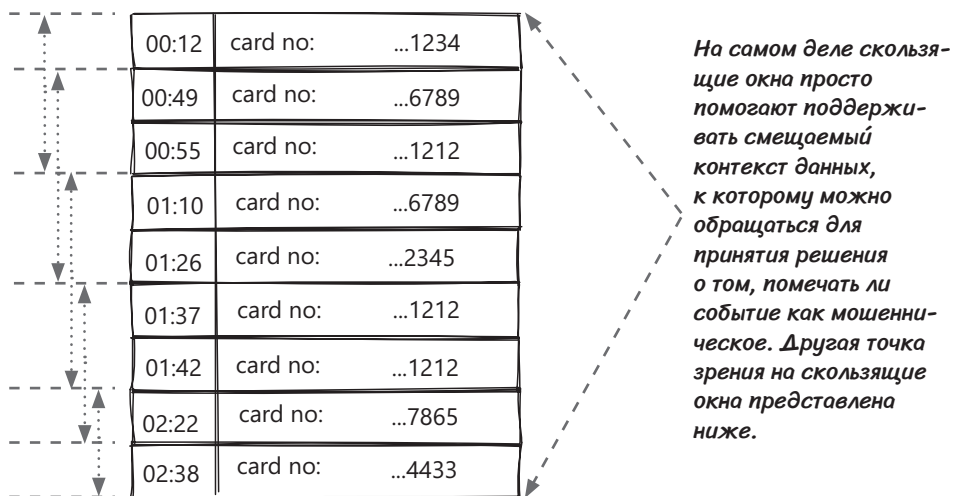 00:12 card no: ...1234
00:49 card no: ...6789
00:55 card no: ...1212
01:10 card no: ...6789
01:26 card no: ...2345
01:37 card no: ...1212
01:42 card no: ...1212
02:22 card no: ...7865
02:38 card no: ...4433
На самом деле скользя-
щие окна просто
помогают поддержи-
вать смещаемый
контекст данных,
к которому можно
обращаться для
принятия решения
о том, помечать ли
событие как мошенни-
ческое. Другая точка
зрения на скользящие
окна представлена
ниже.